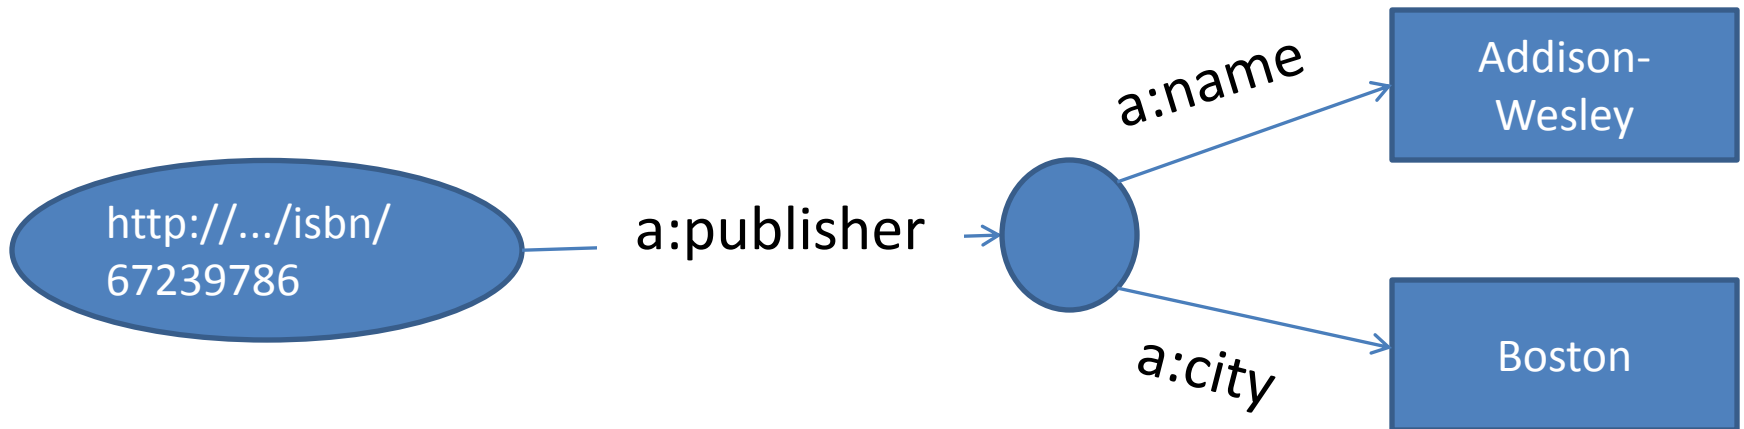 http://.../isbn/
67239786
a:publisher
a:name
Addison-
Wesley
a:city
Boston